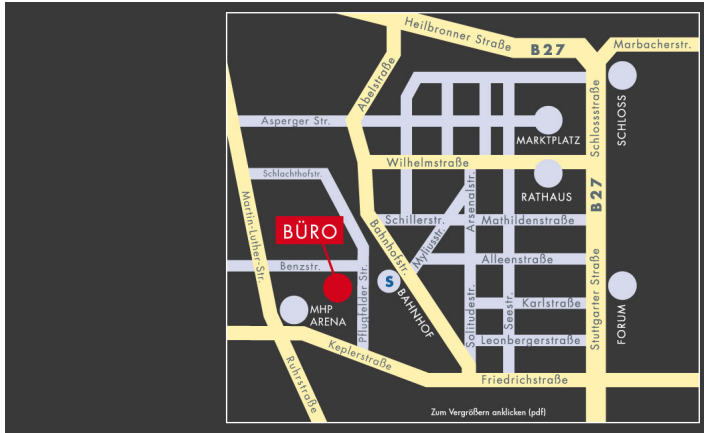 Heilbronner Straße
B27
Marbacherstr.
Abelstraße
SCHLOSS
Schlossstraße
Asperger Str.
MARKTPLATZ
Wilhelmstraße
Schlachthofstr.
Arsenalstr.
RATHAUS
B27
Martin-Luther-Str.
Schillerstr.
Mathildenstraße
BÜRO
Bahnhofstr.
Myliusstr.
Alleenstraße
Benzstr.
Pflugfelder Str.
S
BAHNHOF
Solitudestr.
Seestr.
Karlstraße
Stuttgarter Straße
FORUM
MHP
ARENA
Keplerstraße
Leonbergerstraße
Ruhrstraße
Friedrichstraße
Zum Vergrößern anklicken (pdf)